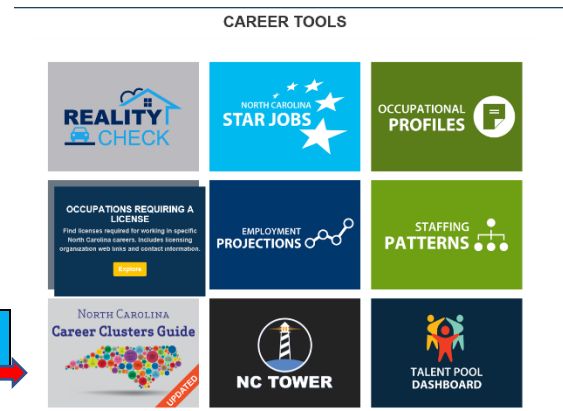 CAREER TOOLS
REALITY
CHECK
NORTH CAROLINA
STAR JOBS
OCCUPATIONAL
PROFILES
OCCUPATIONS REQUIRING A
LICENSE
Find licenses required for working in specific
North Carolina careers. Includes licensing
organization web links and contact information.
Explore
EMPLOYMENT
PROJECTIONS
STAFFING
PATTERNS
NORTH CAROLINA
Career Clusters Guide
UPDATED
NC TOWER
TALENT POOL
DASHBOARD